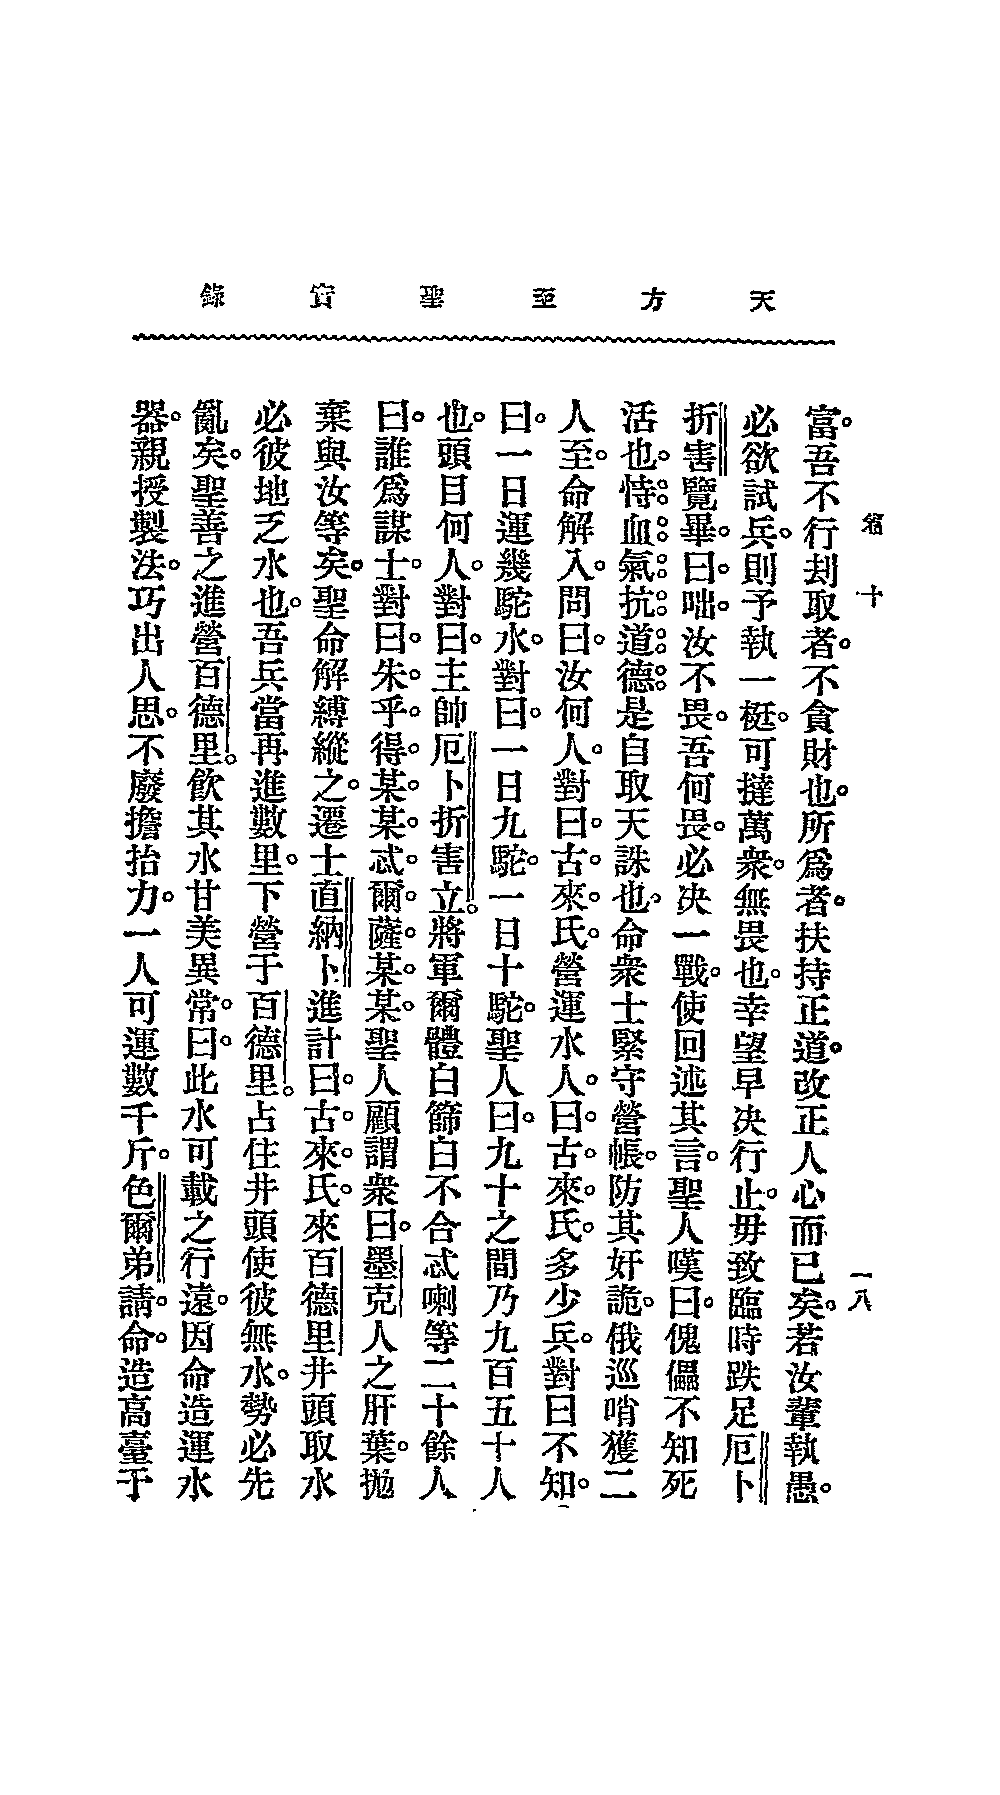 天方至聖實錄
卷十
一八
富。吾不行刦取者。不貪財也。所爲者。扶持正道。改正人心而已矣。若汝輩執愚。
必欲試兵。則予執一梃。可撻萬衆。無畏也。幸望早决行止。毋致臨時跌足厄卜
折害覽畢。曰。咄。汝不畏。吾何畏。必决一戰。使回述其言。聖人嘆曰。傀儡不知死
活也。恃血氣抗道德。是自取天誅也。命衆士緊守營帳。防其奸詭。俄巡哨獲二
人至。命解入。問曰。汝何人。對曰。古來氏。營運水人。曰。古來氏。多少兵。對曰不知。
曰。一日運幾駝水。對曰。一日九駝。一日十駝。聖人曰。九十之間乃九百五十人
也。頭目何人。對曰。主帥厄卜折害立。將軍爾體白篩白不合忒喇等二十餘人
曰。誰爲謀士。對曰。朱乎。得某某。忒爾。薩某某。聖人顧謂衆曰。墨克人之肝葉。拋
棄與汝等矣。聖命解縛縱之。遷士直納卜進計曰。古來氏。來百德里井頭取水
必彼地乏水也。吾兵當再進數里。下營于百德里。占住井頭使彼無水。勢必先
亂矣。聖善之進營百德里。飲其水甘美異常。曰。此水可載之行遠。因命造運水
器。親授製法。巧出人思。不廢擔抬力。一人可運數千斤。色爾弟請。命。造高臺于